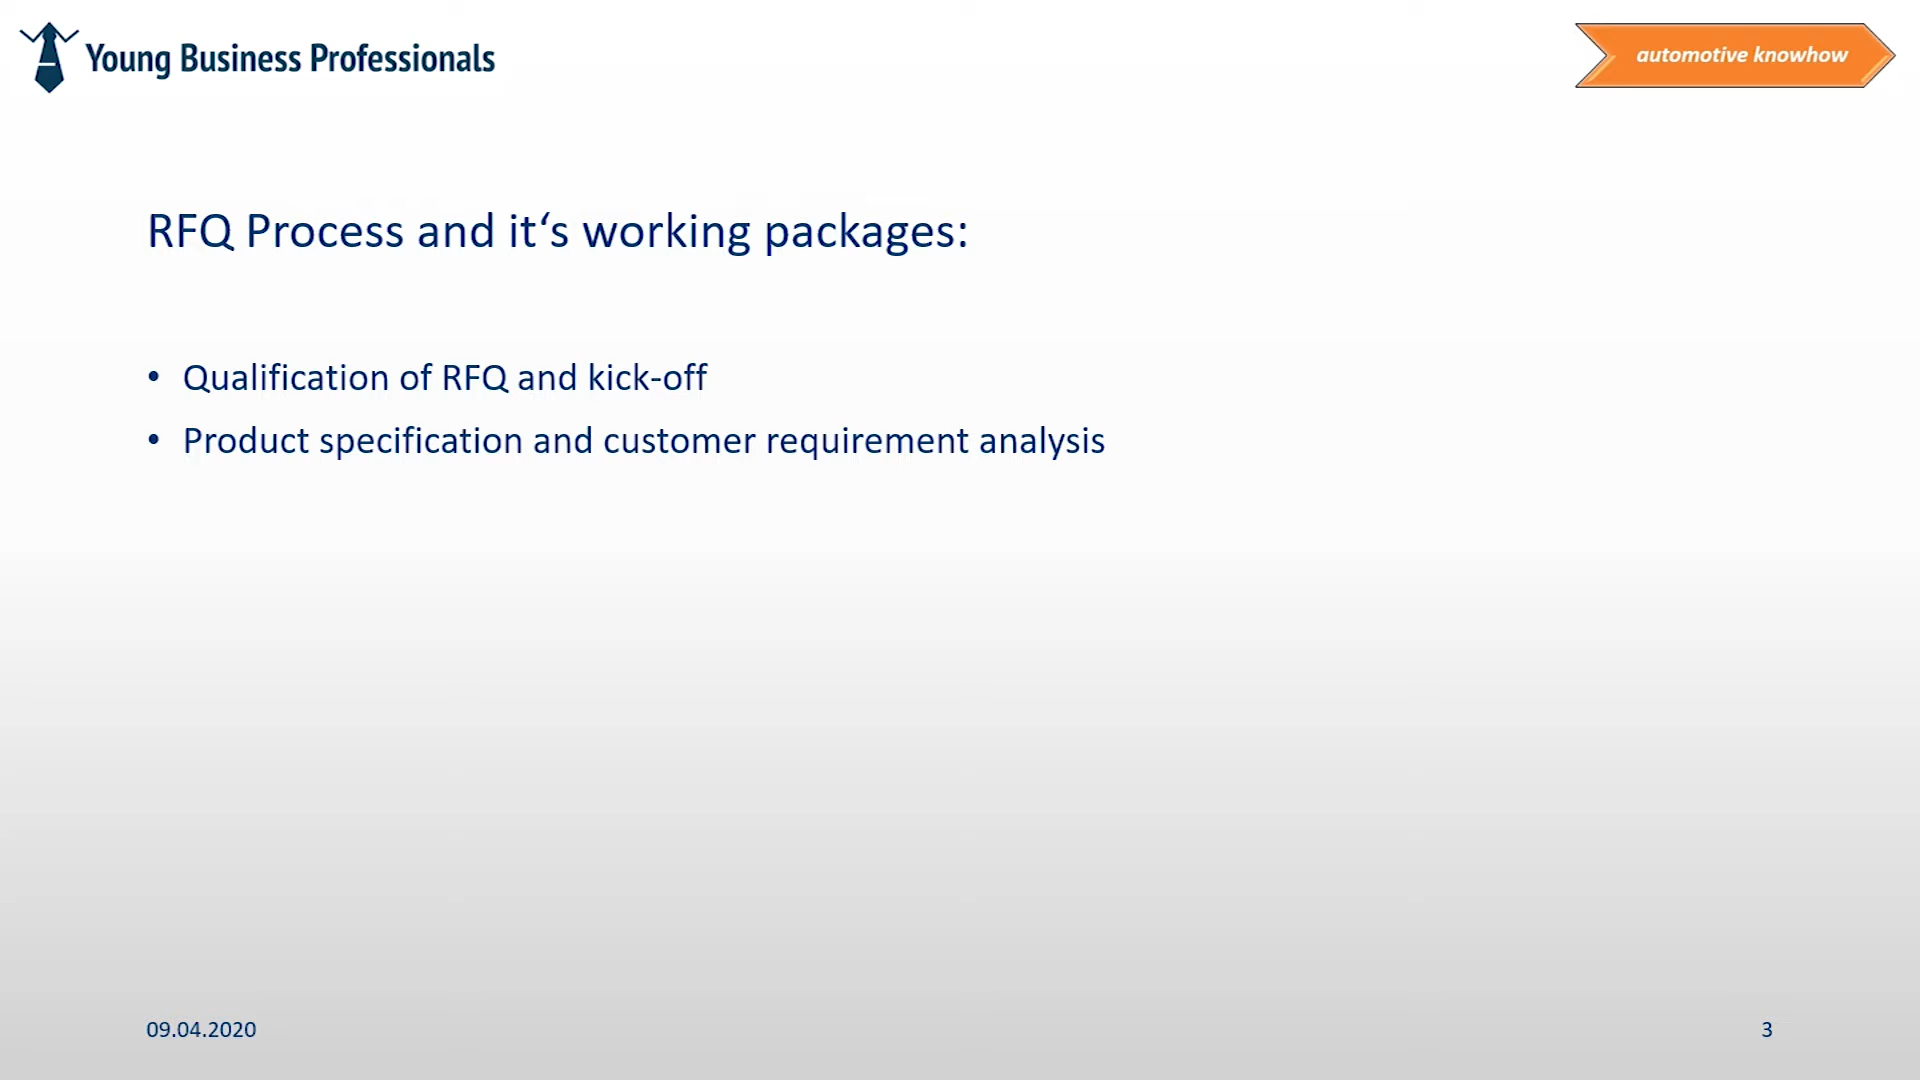 Young Business Professionals
automotive knowhow
RFQ Process and it‘s working packages:
• Qualification of RFQ and kick-off
• Product specification and customer requirement analysis
09.04.2020
3